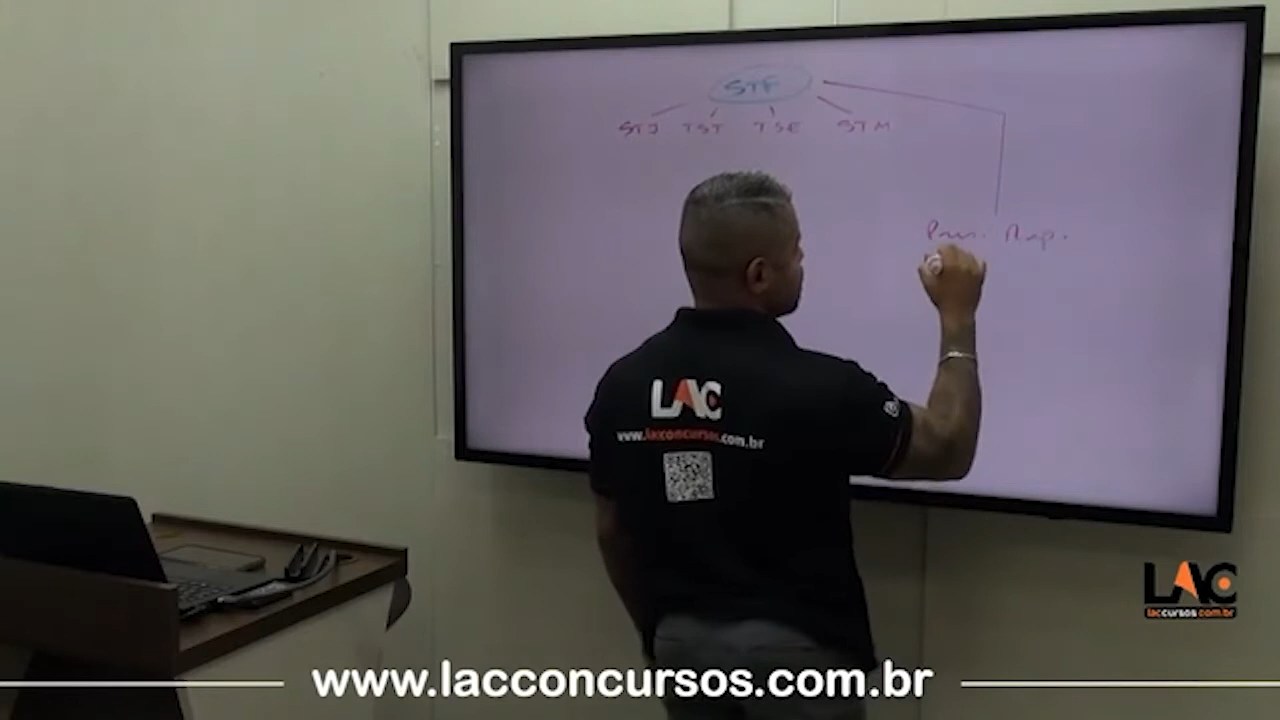 STF
STJ TST TSE STM
Pres. Rep.
LAC
www.lacconcursos.com.br
LAC
laccursos.com.br
www.lacconcursos.com.br